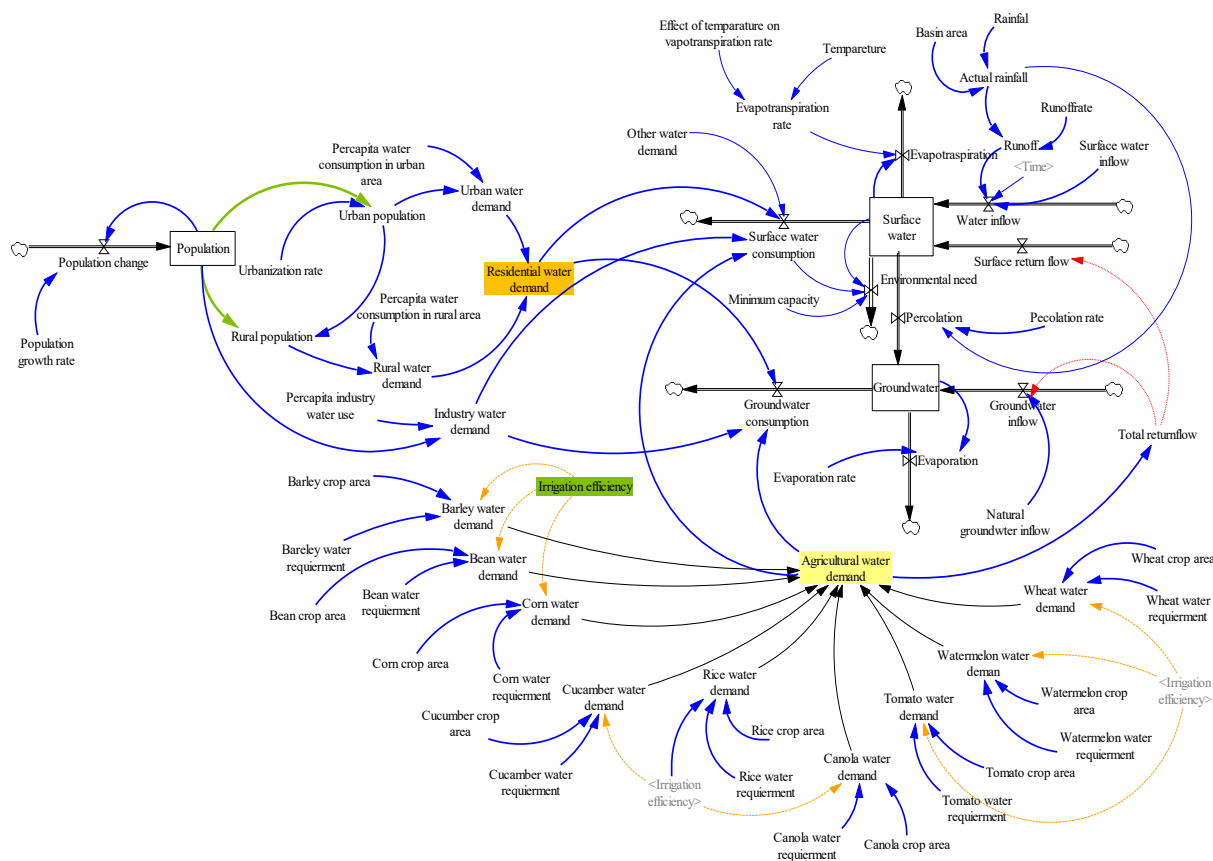 Effect of temparature on
vapotranspiration rate
Tempareture
Basin area
Rainfal
Actual rainfall
Evapotranspiration
rate
Runoffrate
Other water
demand
Runoff
Surface water
inflow
<Time>
Evapotraspiration
Percapita water
consumption in urban
area
Urban water
demand
Urban population
Surface
water
Water inflow
Population
Population change
Urbanization rate
Surface water
consumption
Surface return flow
Residential water
demand
Environmental need
Minimum capacity
Percapita water
consumption in rural area
Percolation
Pecolation rate
Rural population
Population
growth rate
Rural water
demand
Groundwater
Percapita industry
water use
Industry water
demand
Groundwater
consumption
Groundwater
inflow
Total returnflow
Evaporation
Evaporation rate
Barley crop area
Irrigation efficiency
Barley water
demand
Natural
groundwter inflow
Bareley water
requierment
Bean water
demand
Agricultural water
demand
Wheat crop area
Wheat water
demand
Wheat water
requierment
Bean water
requierment
Bean crop area
Corn water
demand
Corn crop area
Corn water
requierment
Watermelon water
deman
Cucumber water
demand
Rice water
demand
Tomato water
demand
<Irrigation
efficiency>
Watermelon crop
area
Cucumber crop
area
Rice crop area
Watermelon water
requierment
Cucamber water
requierment
<Irrigation
efficiency>
Rice water
requierment
Canola water
demand
Tomato crop area
Tomato water
requierment
Canola water
requierment
Canola crop area